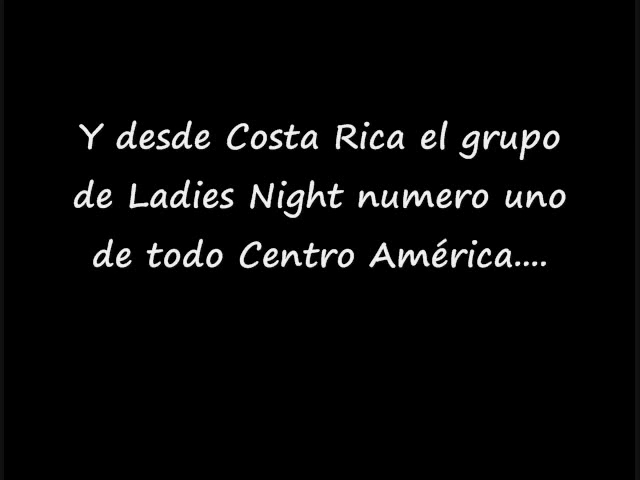 Y desde Costa Rica el grupo
de Ladies Night numero uno
de todo Centro América....